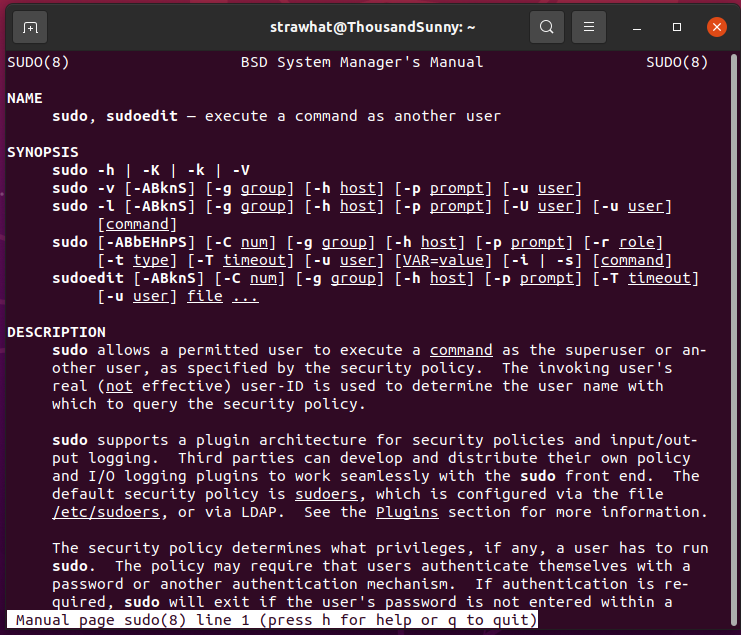 strawhat@ThousandSunny: ~
SUDO(8) BSD System Manager's Manual SUDO(8)
NAME
sudo, sudoedit — execute a command as another user
SYNOPSIS
sudo -h | -K | -k | -V
sudo -v [-ABknS] [-g group] [-h host] [-p prompt] [-u user]
sudo -l [-ABknS] [-g group] [-h host] [-p prompt] [-U user] [-u user]
[command]
sudo [-ABbEHnPS] [-C num] [-g group] [-h host] [-p prompt] [-r role]
[-t type] [-T timeout] [-u user] [VAR=value] [-i | -s] [command]
sudoedit [-ABknS] [-C num] [-g group] [-h host] [-p prompt] [-T timeout]
[-u user] file ...
DESCRIPTION
sudo allows a permitted user to execute a command as the superuser or an-
other user, as specified by the security policy.  The invoking user's
real (not effective) user-ID is used to determine the user name with
which to query the security policy.
sudo supports a plugin architecture for security policies and input/out-
put logging.  Third parties can develop and distribute their own policy
and I/O logging plugins to work seamlessly with the sudo front end.  The
default security policy is sudoers, which is configured via the file
/etc/sudoers, or via LDAP.  See the Plugins section for more information.
The security policy determines what privileges, if any, a user has to run
sudo.  The policy may require that users authenticate themselves with a
password or another authentication mechanism.  If authentication is re-
quired, sudo will exit if the user's password is not entered within a
Manual page sudo(8) line 1 (press h for help or q to quit)